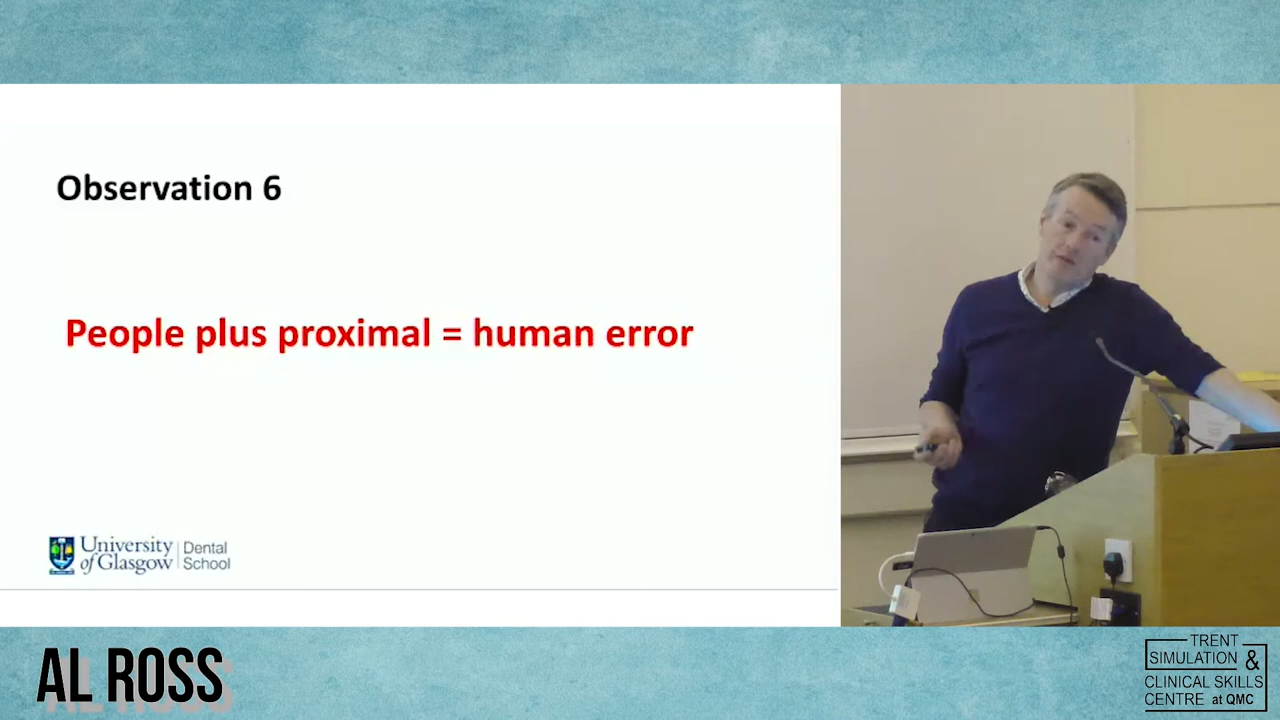 Observation 6
People plus proximal = human error
University
of Glasgow
Dental
School
AL ROSS
TRENT
SIMULATION &
CLINICAL SKILLS
CENTRE at QMC